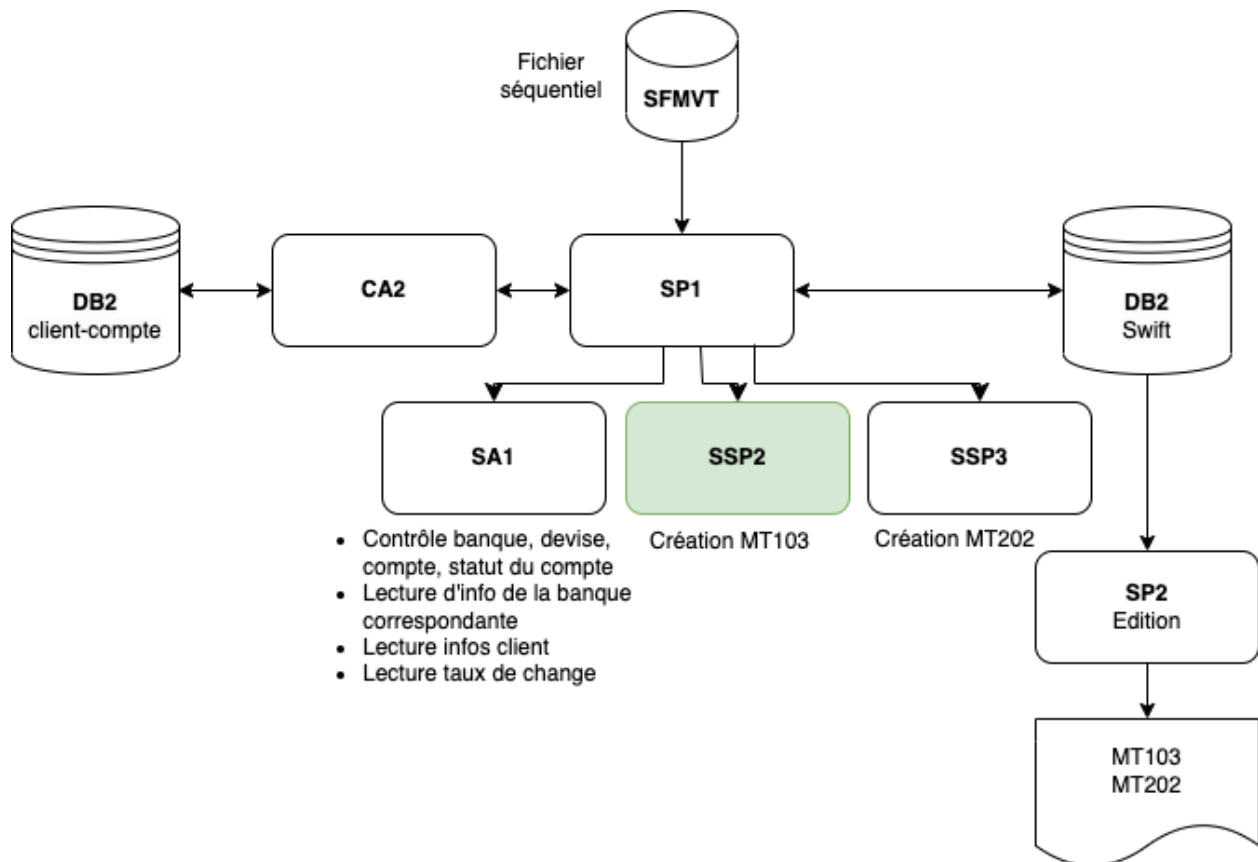 Fichier
séquentiel
SFMVT
DB2
client-compte
CA2
SP1
DB2
Swift
SA1
SSP2
SSP3
• Contrôle banque, devise,
compte, statut du compte
• Lecture d'info de la banque
correspondante
• Lecture infos client
• Lecture taux de change
Création MT103
Création MT202
SP2
Edition
MT103
MT202